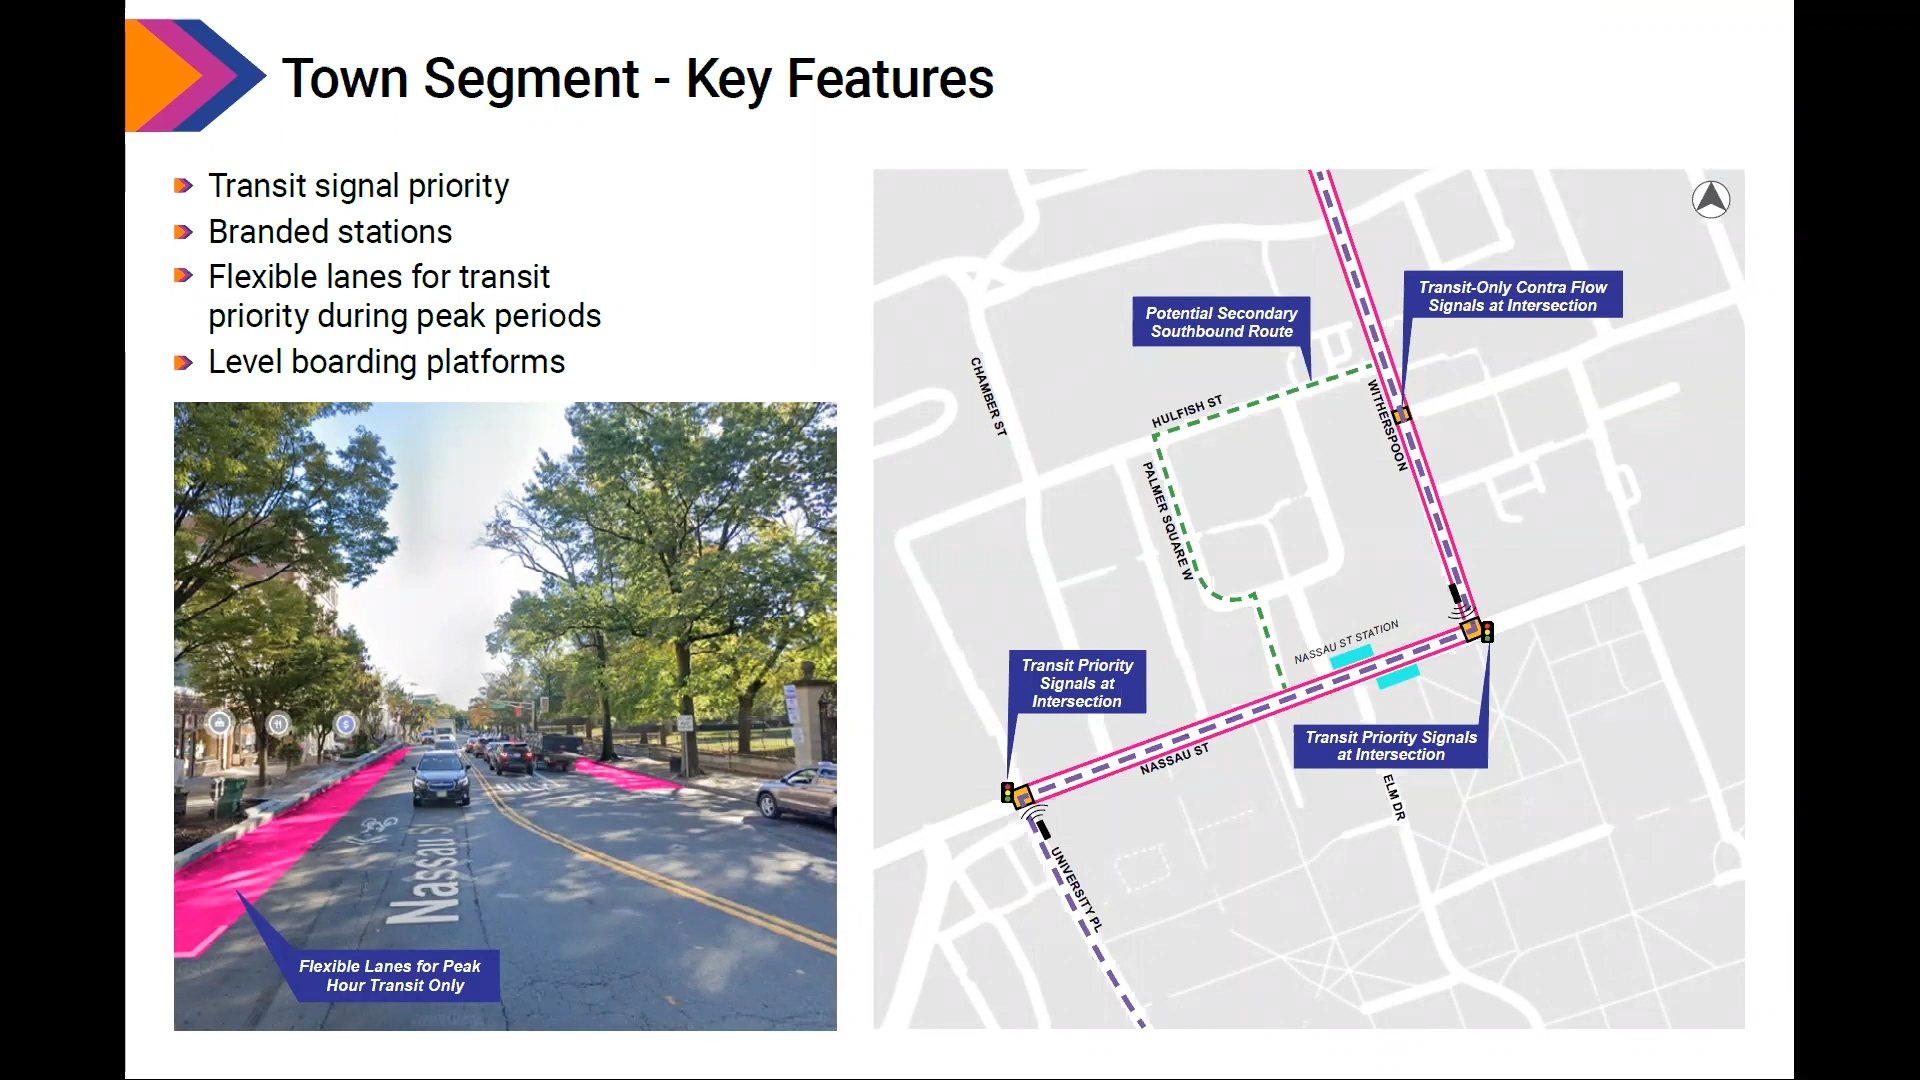 Town Segment - Key Features
Transit signal priority
Branded stations
Flexible lanes for transit
priority during peak periods
Level boarding platforms
Nassau S
Flexible Lanes for Peak
Hour Transit Only
Transit-Only Contra Flow
Signals at Intersection
Potential Secondary
Southbound Route
CHAMBER ST
HULFISH ST
WITHERSPOON
PALMER SQUARE W
NASSAU ST STATION
Transit Priority
Signals at
Intersection
Transit Priority Signals
at Intersection
NASSAU ST
ELM DR
UNIVERSITY PL